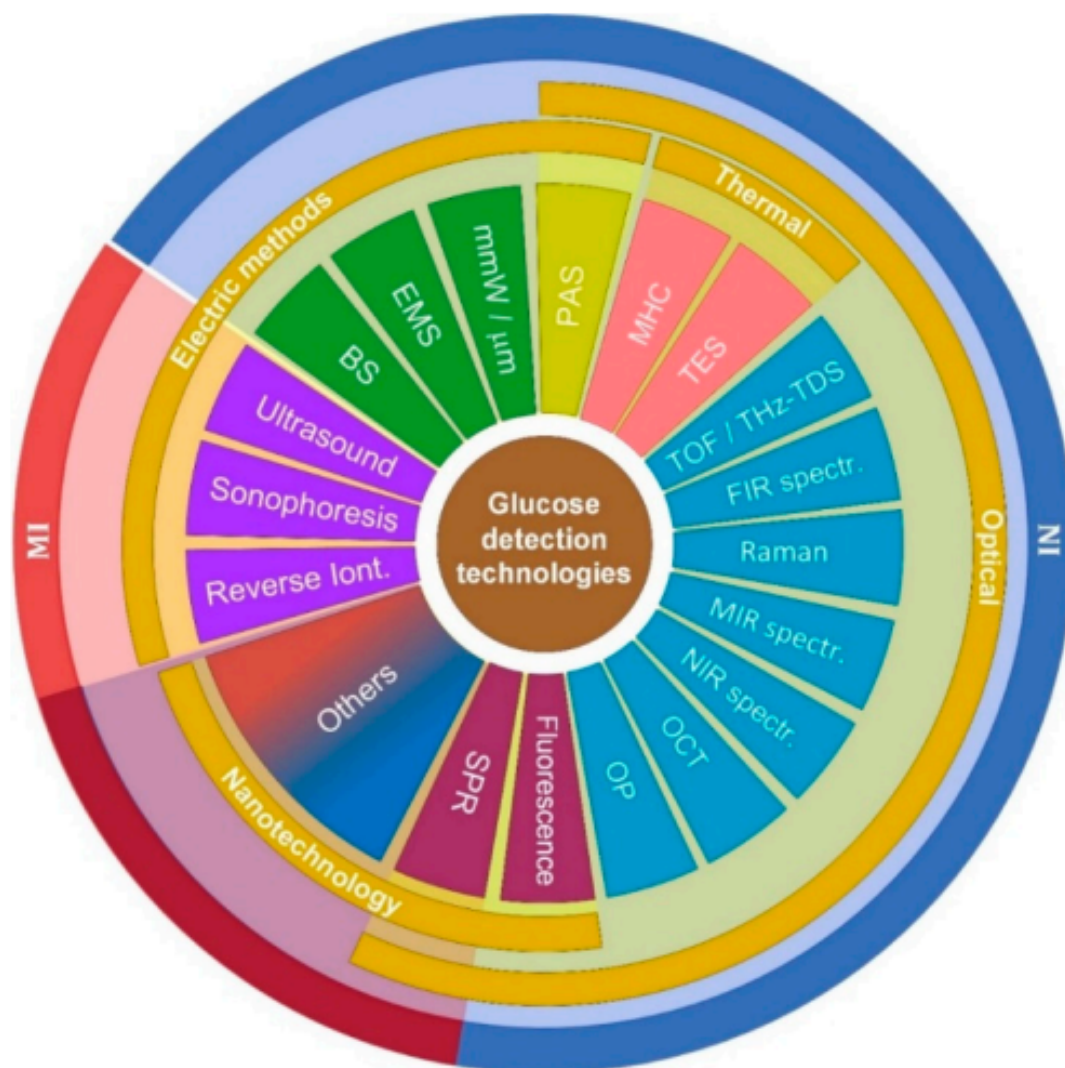 Glucose
detection
technologies
Electric methods
Thermal
Optical
Nanotechnology
NI
MI
BS
EMS
mmW / μm
PAS
MHC
TES
TOF / THz-TDS
FIR spectr.
Raman
MIR spectr.
NIR spectr.
OCT
OP
Fluorescence
SPR
Others
Reverse Iont.
Sonophoresis
Ultrasound